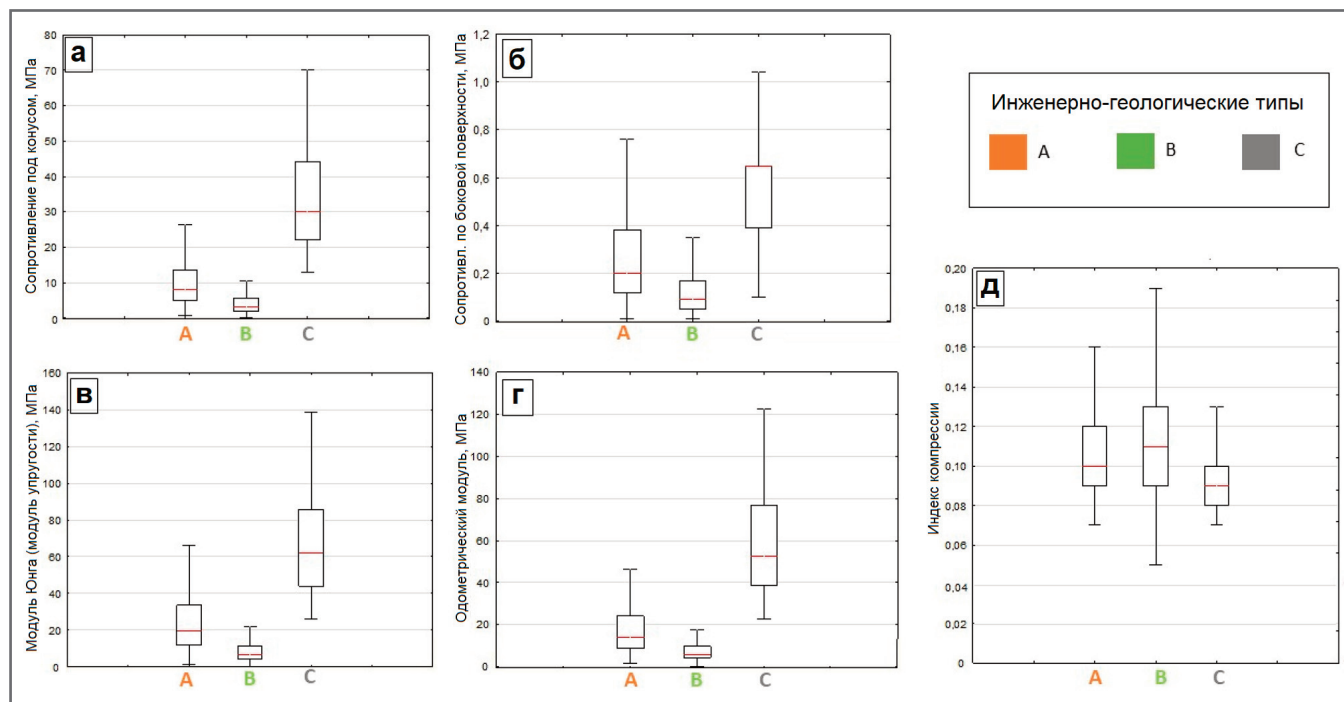 а
Сопротивление под конусом, МПа
80
70
60
50
40
30
20
10
0
A
B
C
б
Сопротивл. по боковой поверхности, МПа
1,2
1,0
0,8
0,6
0,4
0,2
0
A
B
C
Инженерно-геологические типы
A
B
C
в
Модуль Юнга (модуль упругости), МПа
160
140
120
100
80
60
40
20
0
A
B
C
г
Одометрический модуль, МПа
140
120
100
80
60
40
20
0
A
B
C
д
Индекс компрессии
0,20
0,16
0,14
0,12
0,10
0,08
0,06
0,04
0,02
0
A
B
C